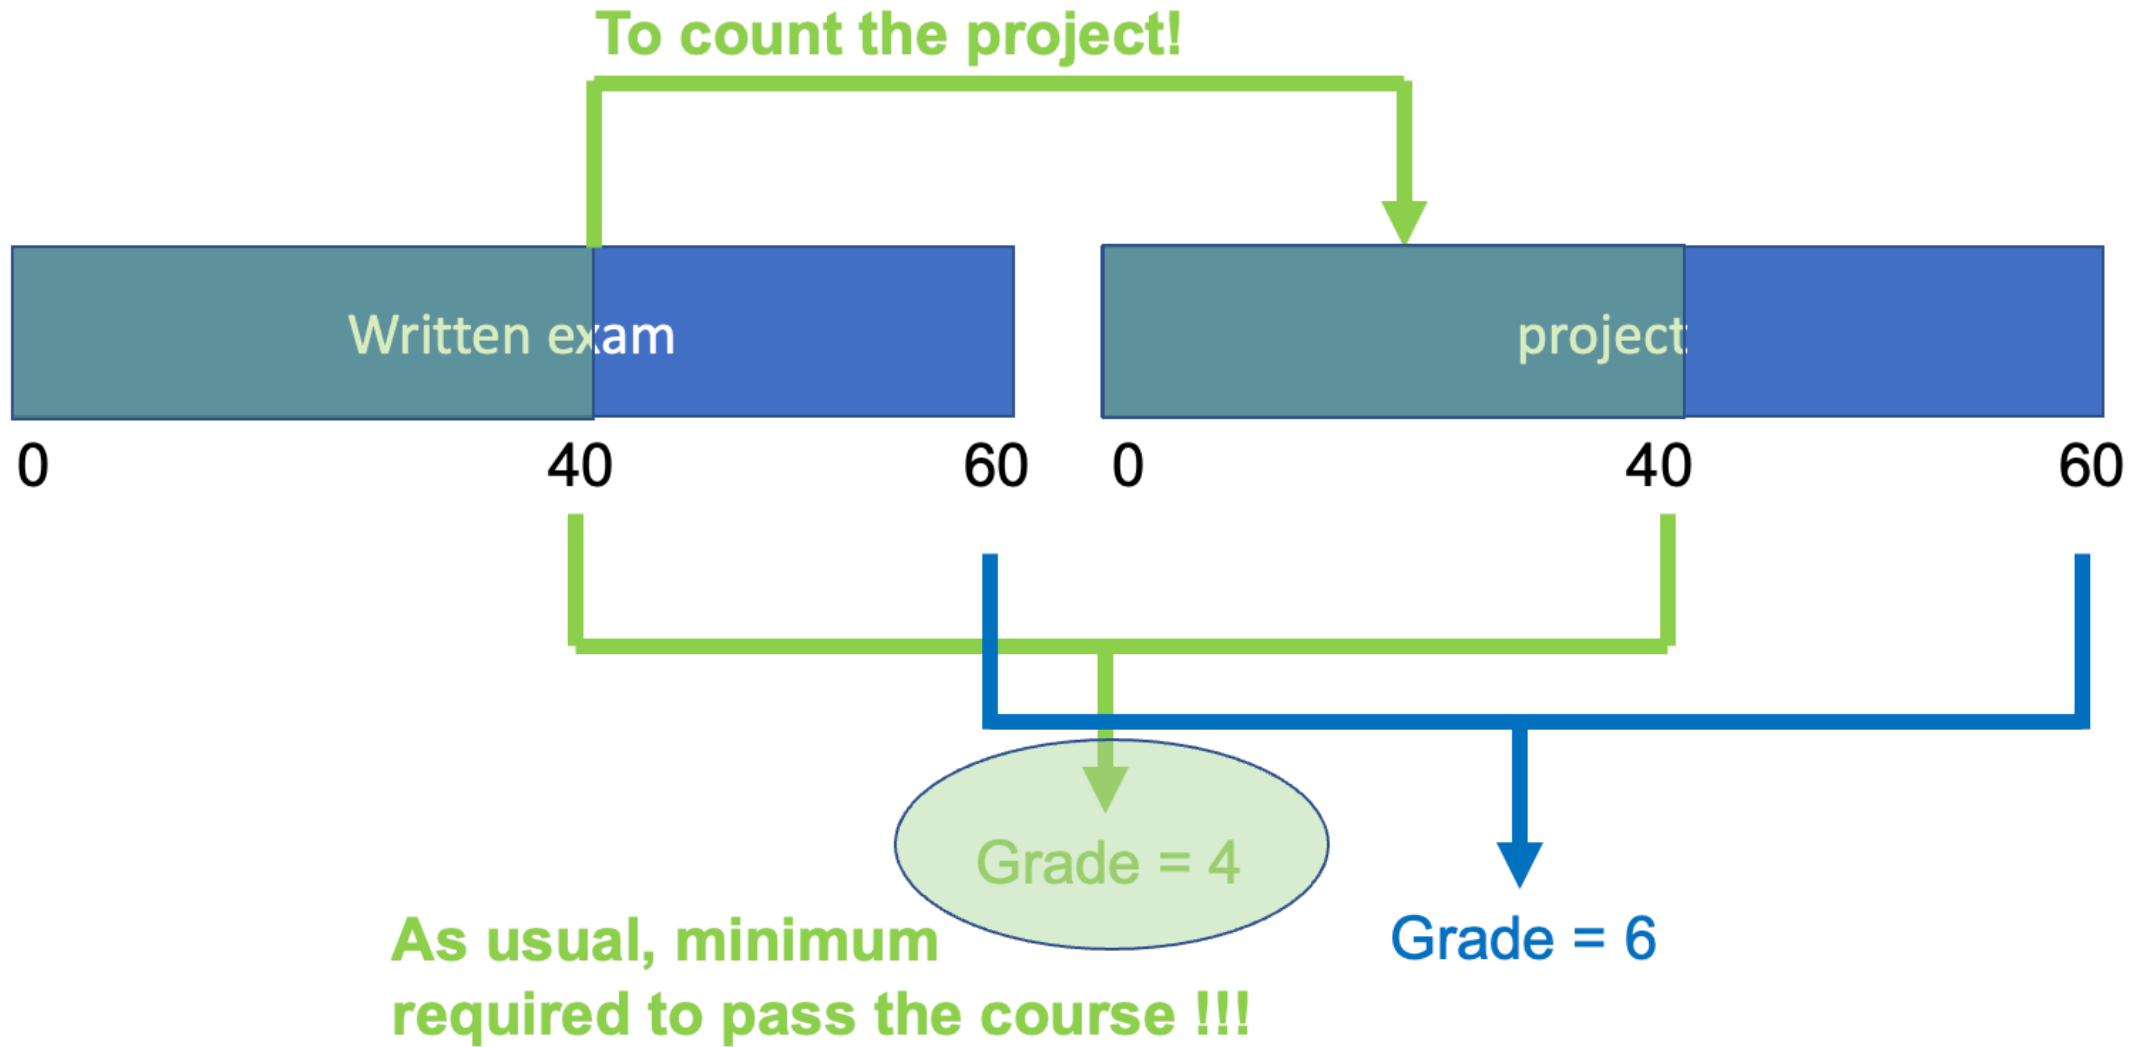 To count the project!
Written exam
project
0 40 60 0 40 60
Grade = 4
Grade = 6
As usual, minimum
required to pass the course !!!